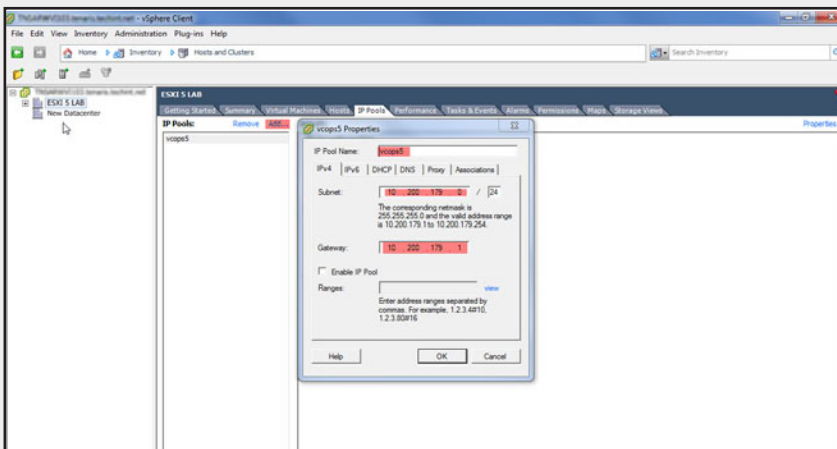 - vSphere Client
File Edit View Inventory Administration Plug-ins Help
Home Inventory Hosts and Clusters Search Inventory
ESXI 5 LAB
New Datacenter
ESXI 5 LAB
Getting Started Summary Virtual Machines Hosts IP Pools Performance Tasks & Events Alarms Permissions Maps Storage Views
IP Pools: Remove Add... Properties
vcops5
vcops5 Properties
IP Pool Name: vcops5
IPv4 IPv6 DHCP DNS Proxy Associations
Subnet: 10 . 200 . 179 . 0 / 24
The corresponding netmask is
255.255.255.0 and the valid address range
is 10.200.179.1 to 10.200.179.254.
Gateway: 10 . 200 . 179 . 1
Enable IP Pool
Ranges: view
Enter address ranges separated by
commas. For example, 1.2.3.4#10,
1.2.3.80#16
Help OK Cancel